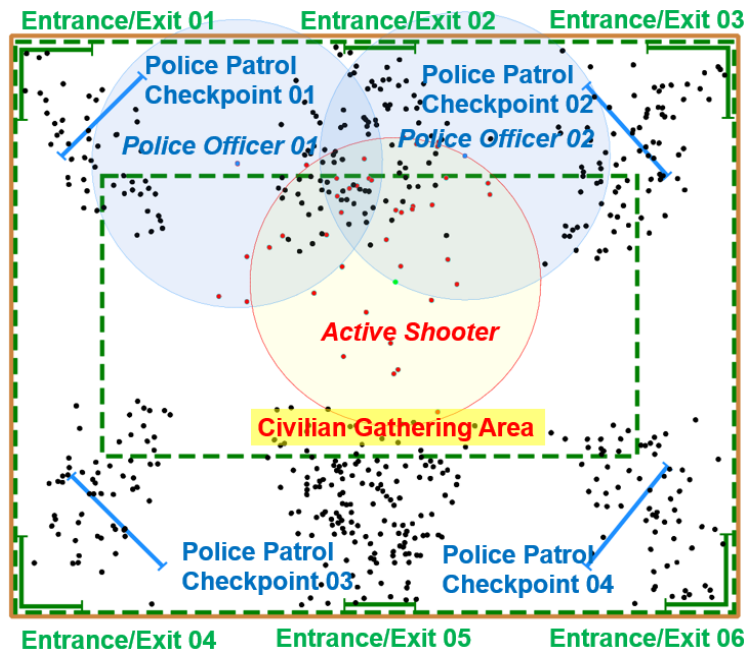 Entrance/Exit 01
Entrance/Exit 02
Entrance/Exit 03
Police Patrol
Checkpoint 01
Police Patrol
Checkpoint 02
Police Officer 01
Police Officer 02
Active Shooter
Civilian Gathering Area
Police Patrol
Checkpoint 03
Police Patrol
Checkpoint 04
Entrance/Exit 04
Entrance/Exit 05
Entrance/Exit 06